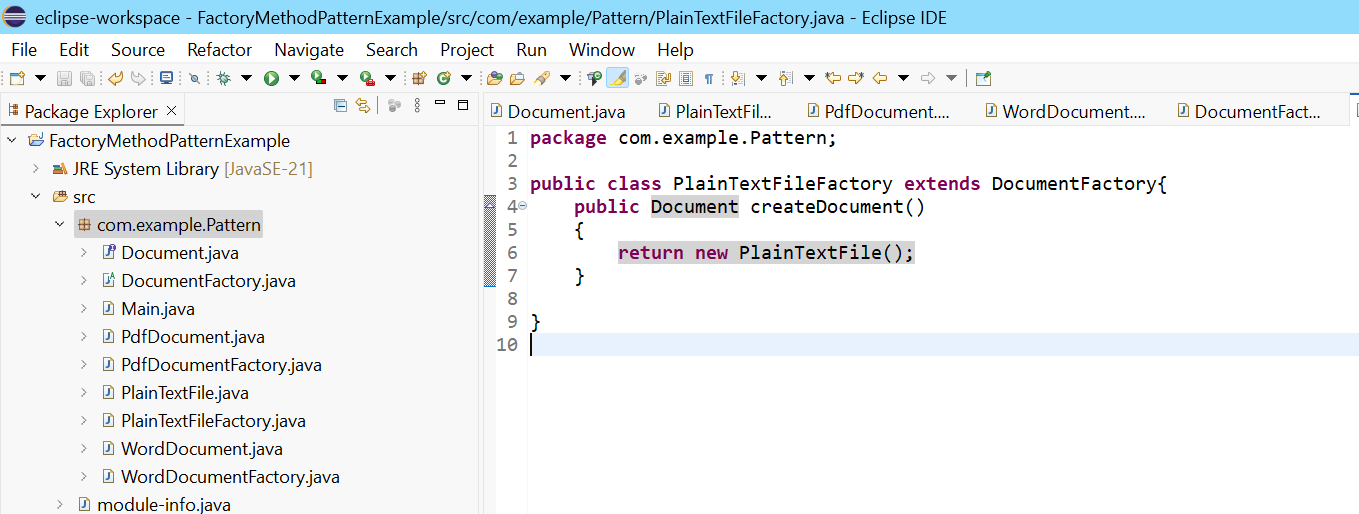 eclipse-workspace - FactoryMethodPatternExample/src/com/example/Pattern/PlainTextFileFactory.java - Eclipse IDE
File Edit Source Refactor Navigate Search Project Run Window Help
Package Explorer
FactoryMethodPatternExample
JRE System Library [JavaSE-21]
src
com.example.Pattern
Document.java
DocumentFactory.java
Main.java
PdfDocument.java
PdfDocumentFactory.java
PlainTextFile.java
PlainTextFileFactory.java
WordDocument.java
WordDocumentFactory.java
module-info.java
Document.java PlainTextFil... PdfDocument.... WordDocument.... DocumentFact...
1 package com.example.Pattern;
2
3 public class PlainTextFileFactory extends DocumentFactory{
4 public Document createDocument()
5 {
6 return new PlainTextFile();
7 }
8
9 }
10